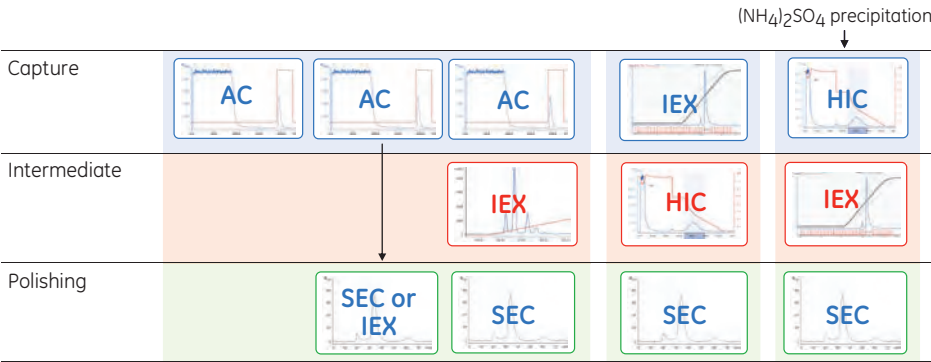 (NH4)2SO4 precipitation
Capture
AC
AC
AC
IEX
HIC
Intermediate
IEX
HIC
IEX
Polishing
SEC or
IEX
SEC
SEC
SEC